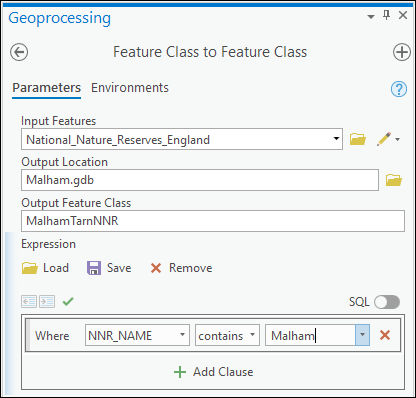 Geoprocessing
Feature Class to Feature Class
Parameters Environments
?
Input Features
National_Nature_Reserves_England
Output Location
Malham.gdb
Output Feature Class
MalhamTarnNNR
Expression
Load Save Remove
SQL
Where NNR_NAME contains Malham
Add Clause